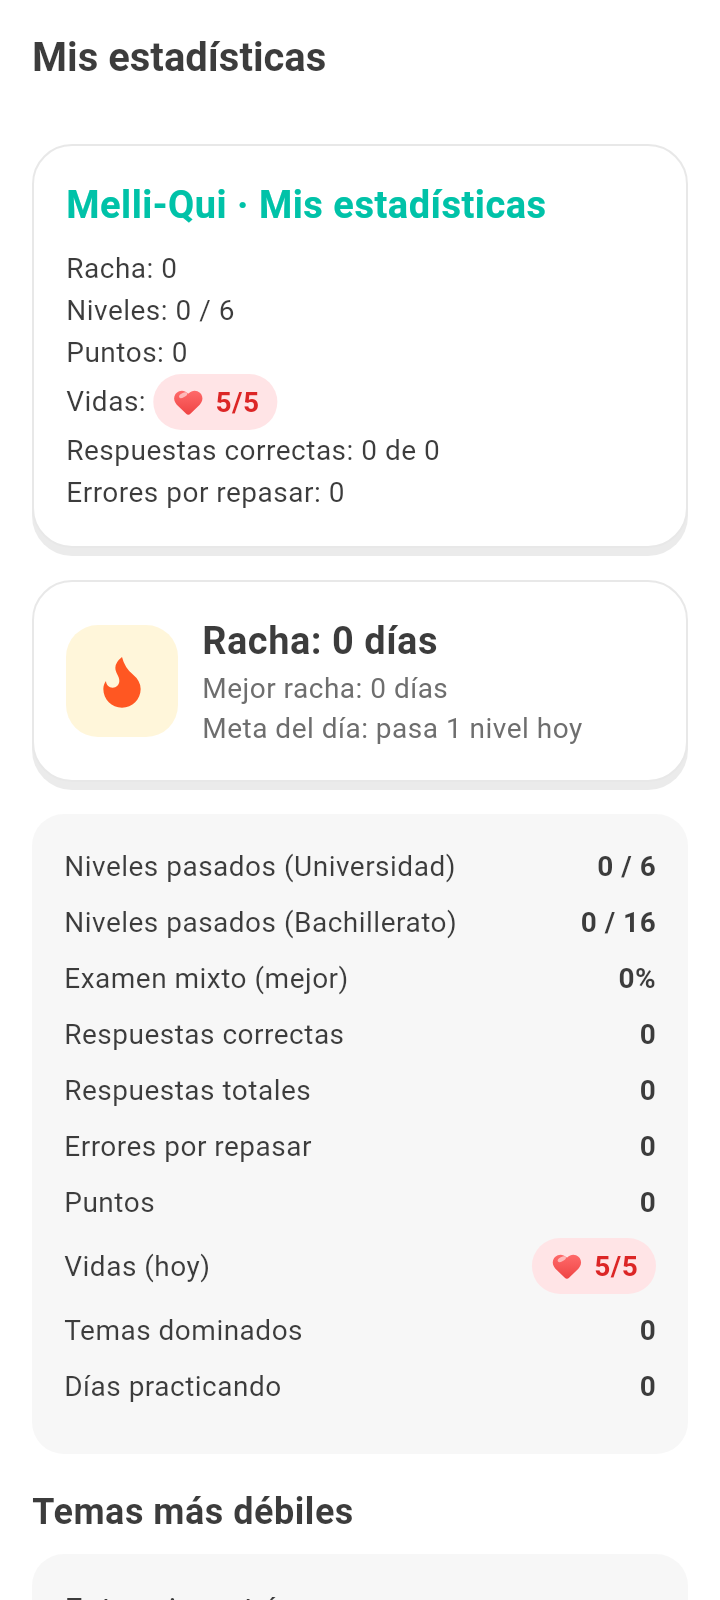 Mis estadísticas
Melli-Qui · Mis estadísticas
Racha: 0
Niveles: 0 / 6
Puntos: 0
Vidas: 5/5
Respuestas correctas: 0 de 0
Errores por repasar: 0
Racha: 0 días
Mejor racha: 0 días
Meta del día: pasa 1 nivel hoy
Niveles pasados (Universidad) 0 / 6
Niveles pasados (Bachillerato) 0 / 16
Examen mixto (mejor) 0%
Respuestas correctas 0
Respuestas totales 0
Errores por repasar 0
Puntos 0
Vidas (hoy) 5/5
Temas dominados 0
Días practicando 0
Temas más débiles